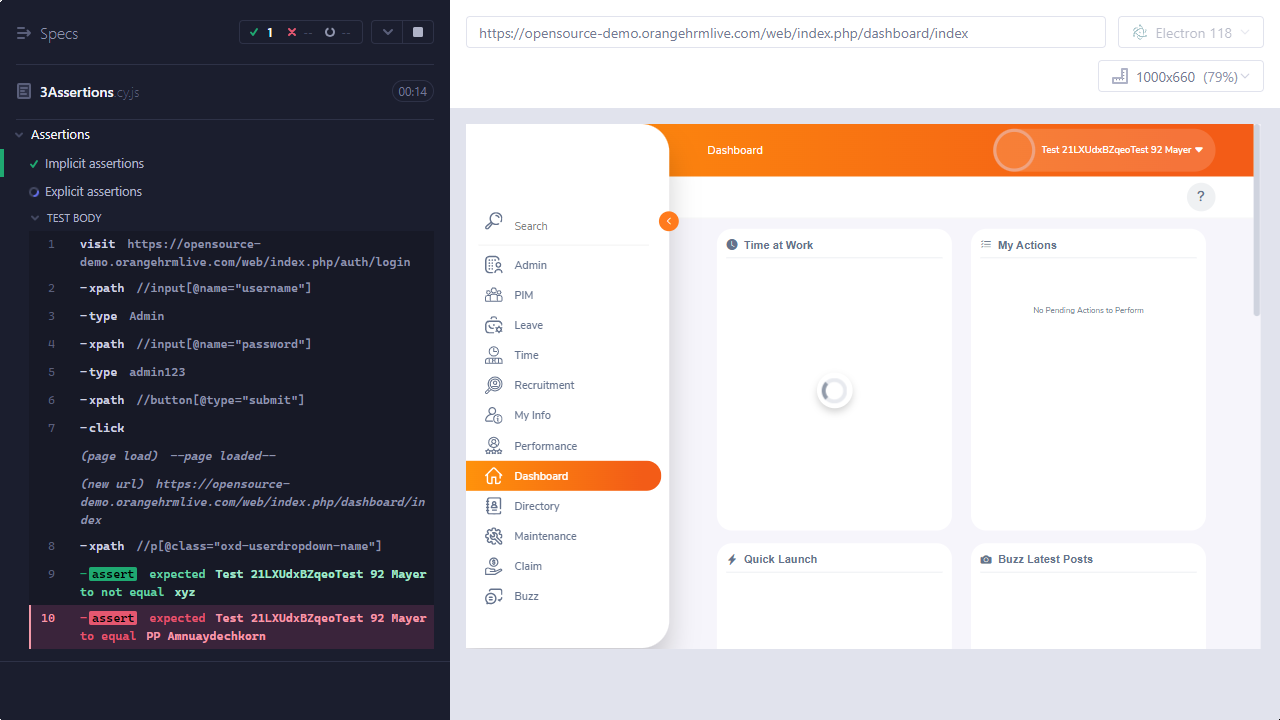 Specs
1
--
--
3Assertions cy.js
00:14
Assertions
Implicit assertions
Explicit assertions
TEST BODY
1 visit https://opensource-
demo.orangehrmlive.com/web/index.php/auth/login
2 -xpath //input[@name="username"]
3 -type Admin
4 -xpath //input[@name="password"]
5 -type admin123
6 -xpath //button[@type="submit"]
7 -click
(page load) --page loaded--
(new url) https://opensource-
demo.orangehrmlive.com/web/index.php/dashboard/in
dex
8 -xpath //p[@class="oxd-userdropdown-name"]
9 -assert expected Test 21LXUdxBZqeoTest 92 Mayer
to not equal xyz
10 -assert expected Test 21LXUdxBZqeoTest 92 Mayer
to equal PP Amnuaydechkorn
https://opensource-demo.orangehrmlive.com/web/index.php/dashboard/index
Electron 118
1000x660 (79%)
Dashboard
Test 21LXUdxBZqeoTest 92 Mayer
?
Search
Admin
PIM
Leave
Time
Recruitment
My Info
Performance
Dashboard
Directory
Maintenance
Claim
Buzz
Time at Work
My Actions
No Pending Actions to Perform
Quick Launch
Buzz Latest Posts